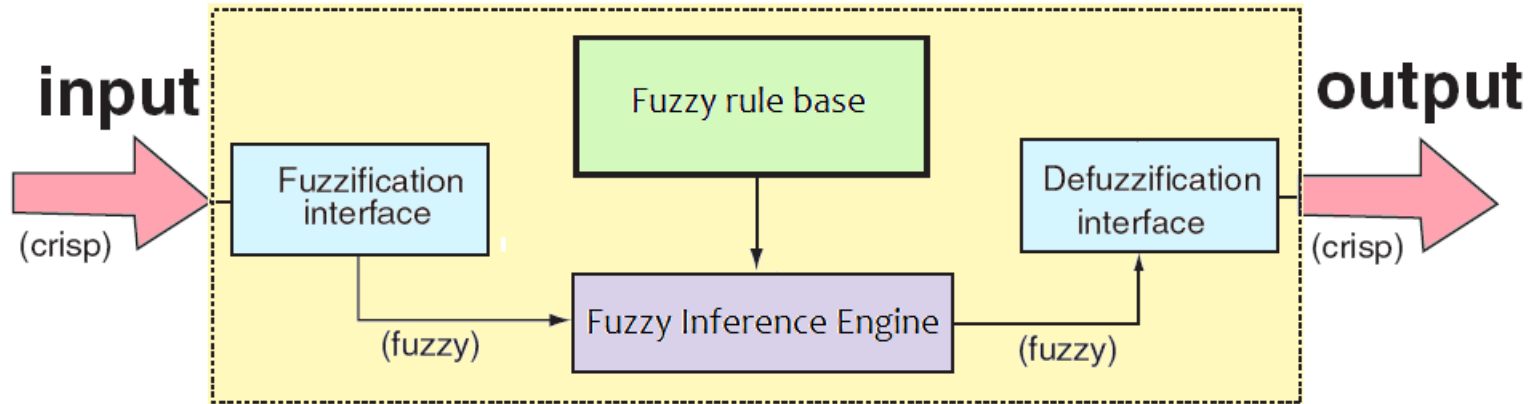 input
(crisp)
Fuzzification
interface
(fuzzy)
Fuzzy rule base
Fuzzy Inference Engine
(fuzzy)
Defuzzification
interface
output
(crisp)